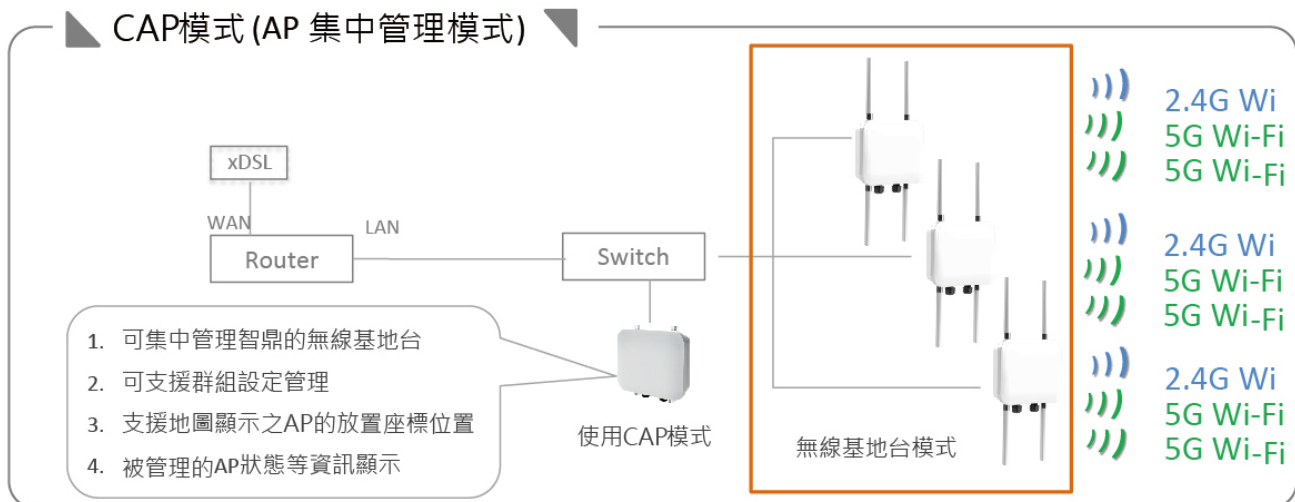 CAP模式 (AP 集中管理模式)
xDSL
WAN
LAN
Router
Switch
1. 可集中管理智鼎的無線基地台
2. 可支援群組設定管理
3. 支援地圖顯示之AP的放置座標位置
4. 被管理的AP狀態等資訊顯示
使用CAP模式
無線基地台模式
2.4G Wi
5G Wi-Fi
5G Wi-Fi
2.4G Wi
5G Wi-Fi
5G Wi-Fi
2.4G Wi
5G Wi-Fi
5G Wi-Fi